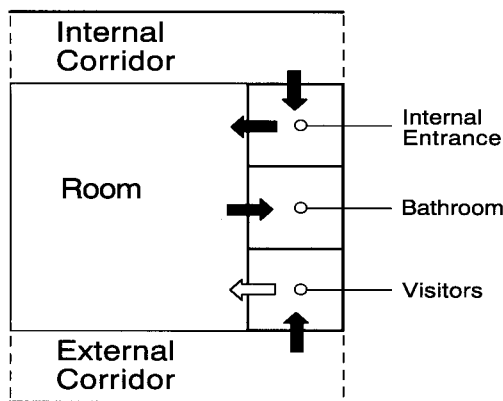 Internal
Corridor
Internal
Entrance
Room
Bathroom
Visitors
External
Corridor